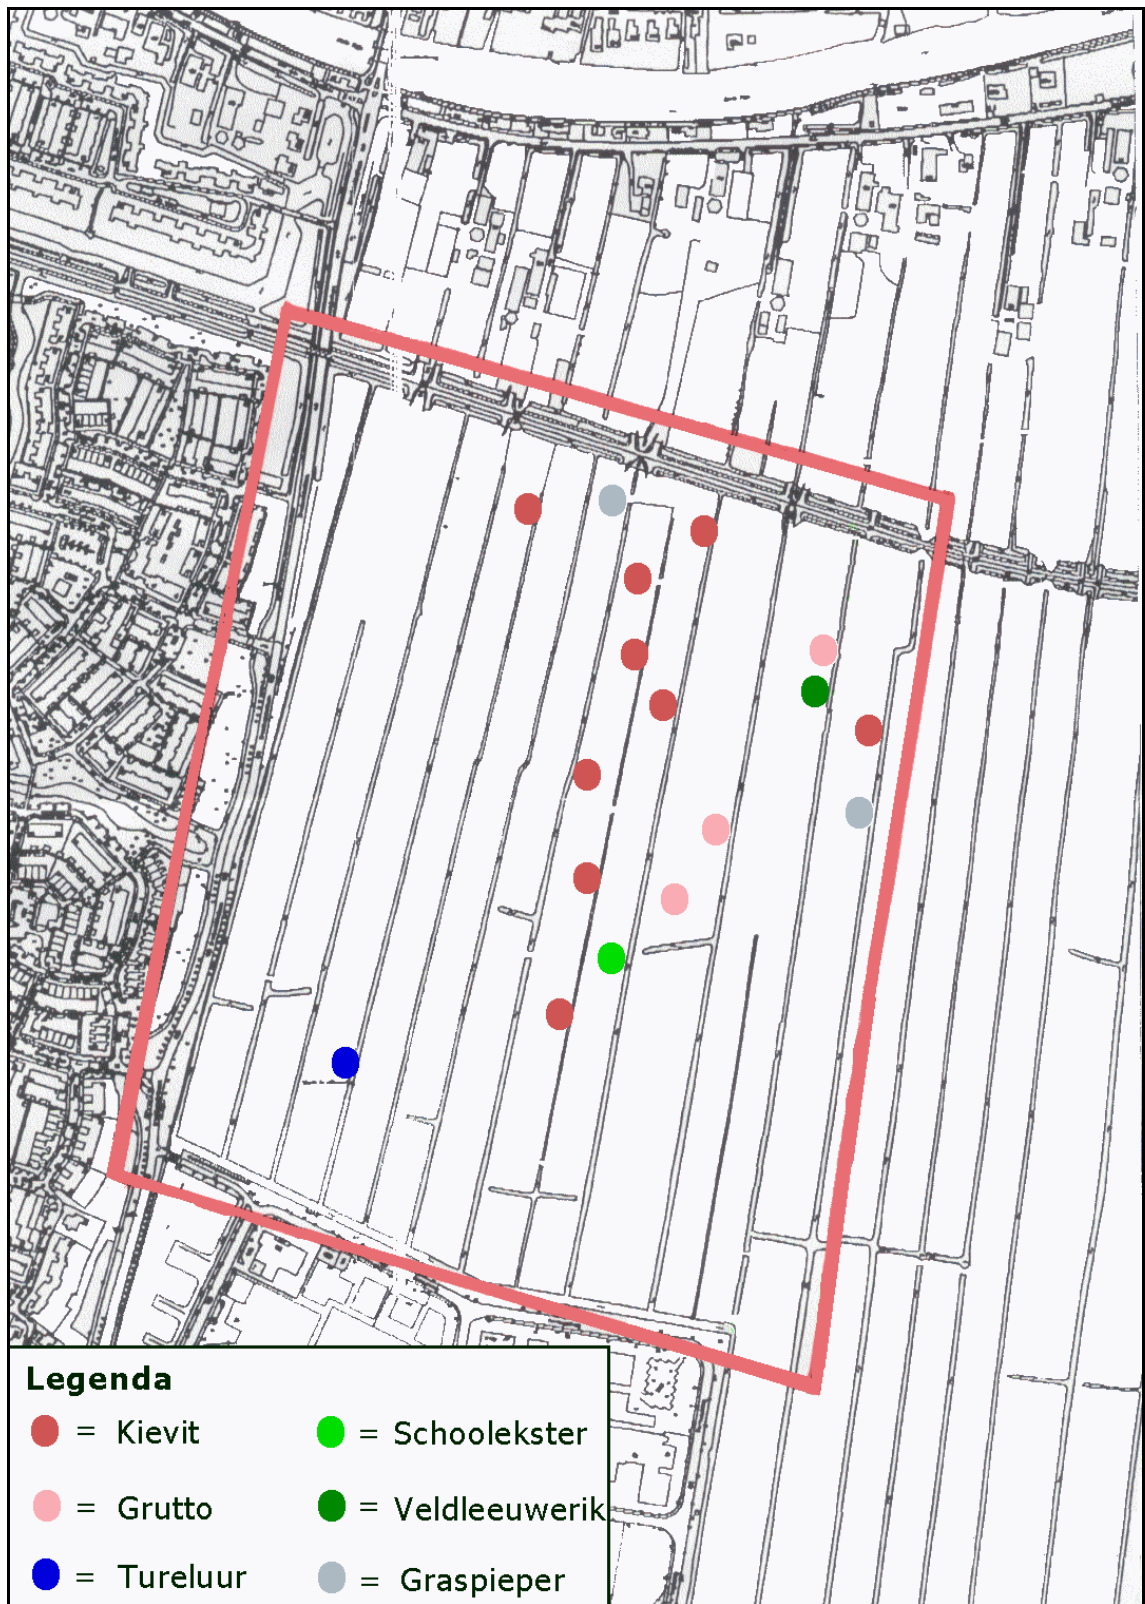 Legenda
= Kievit
= Schoolekster
= Grutto
= Veldleeuwerik
= Tureluur
= Graspieper